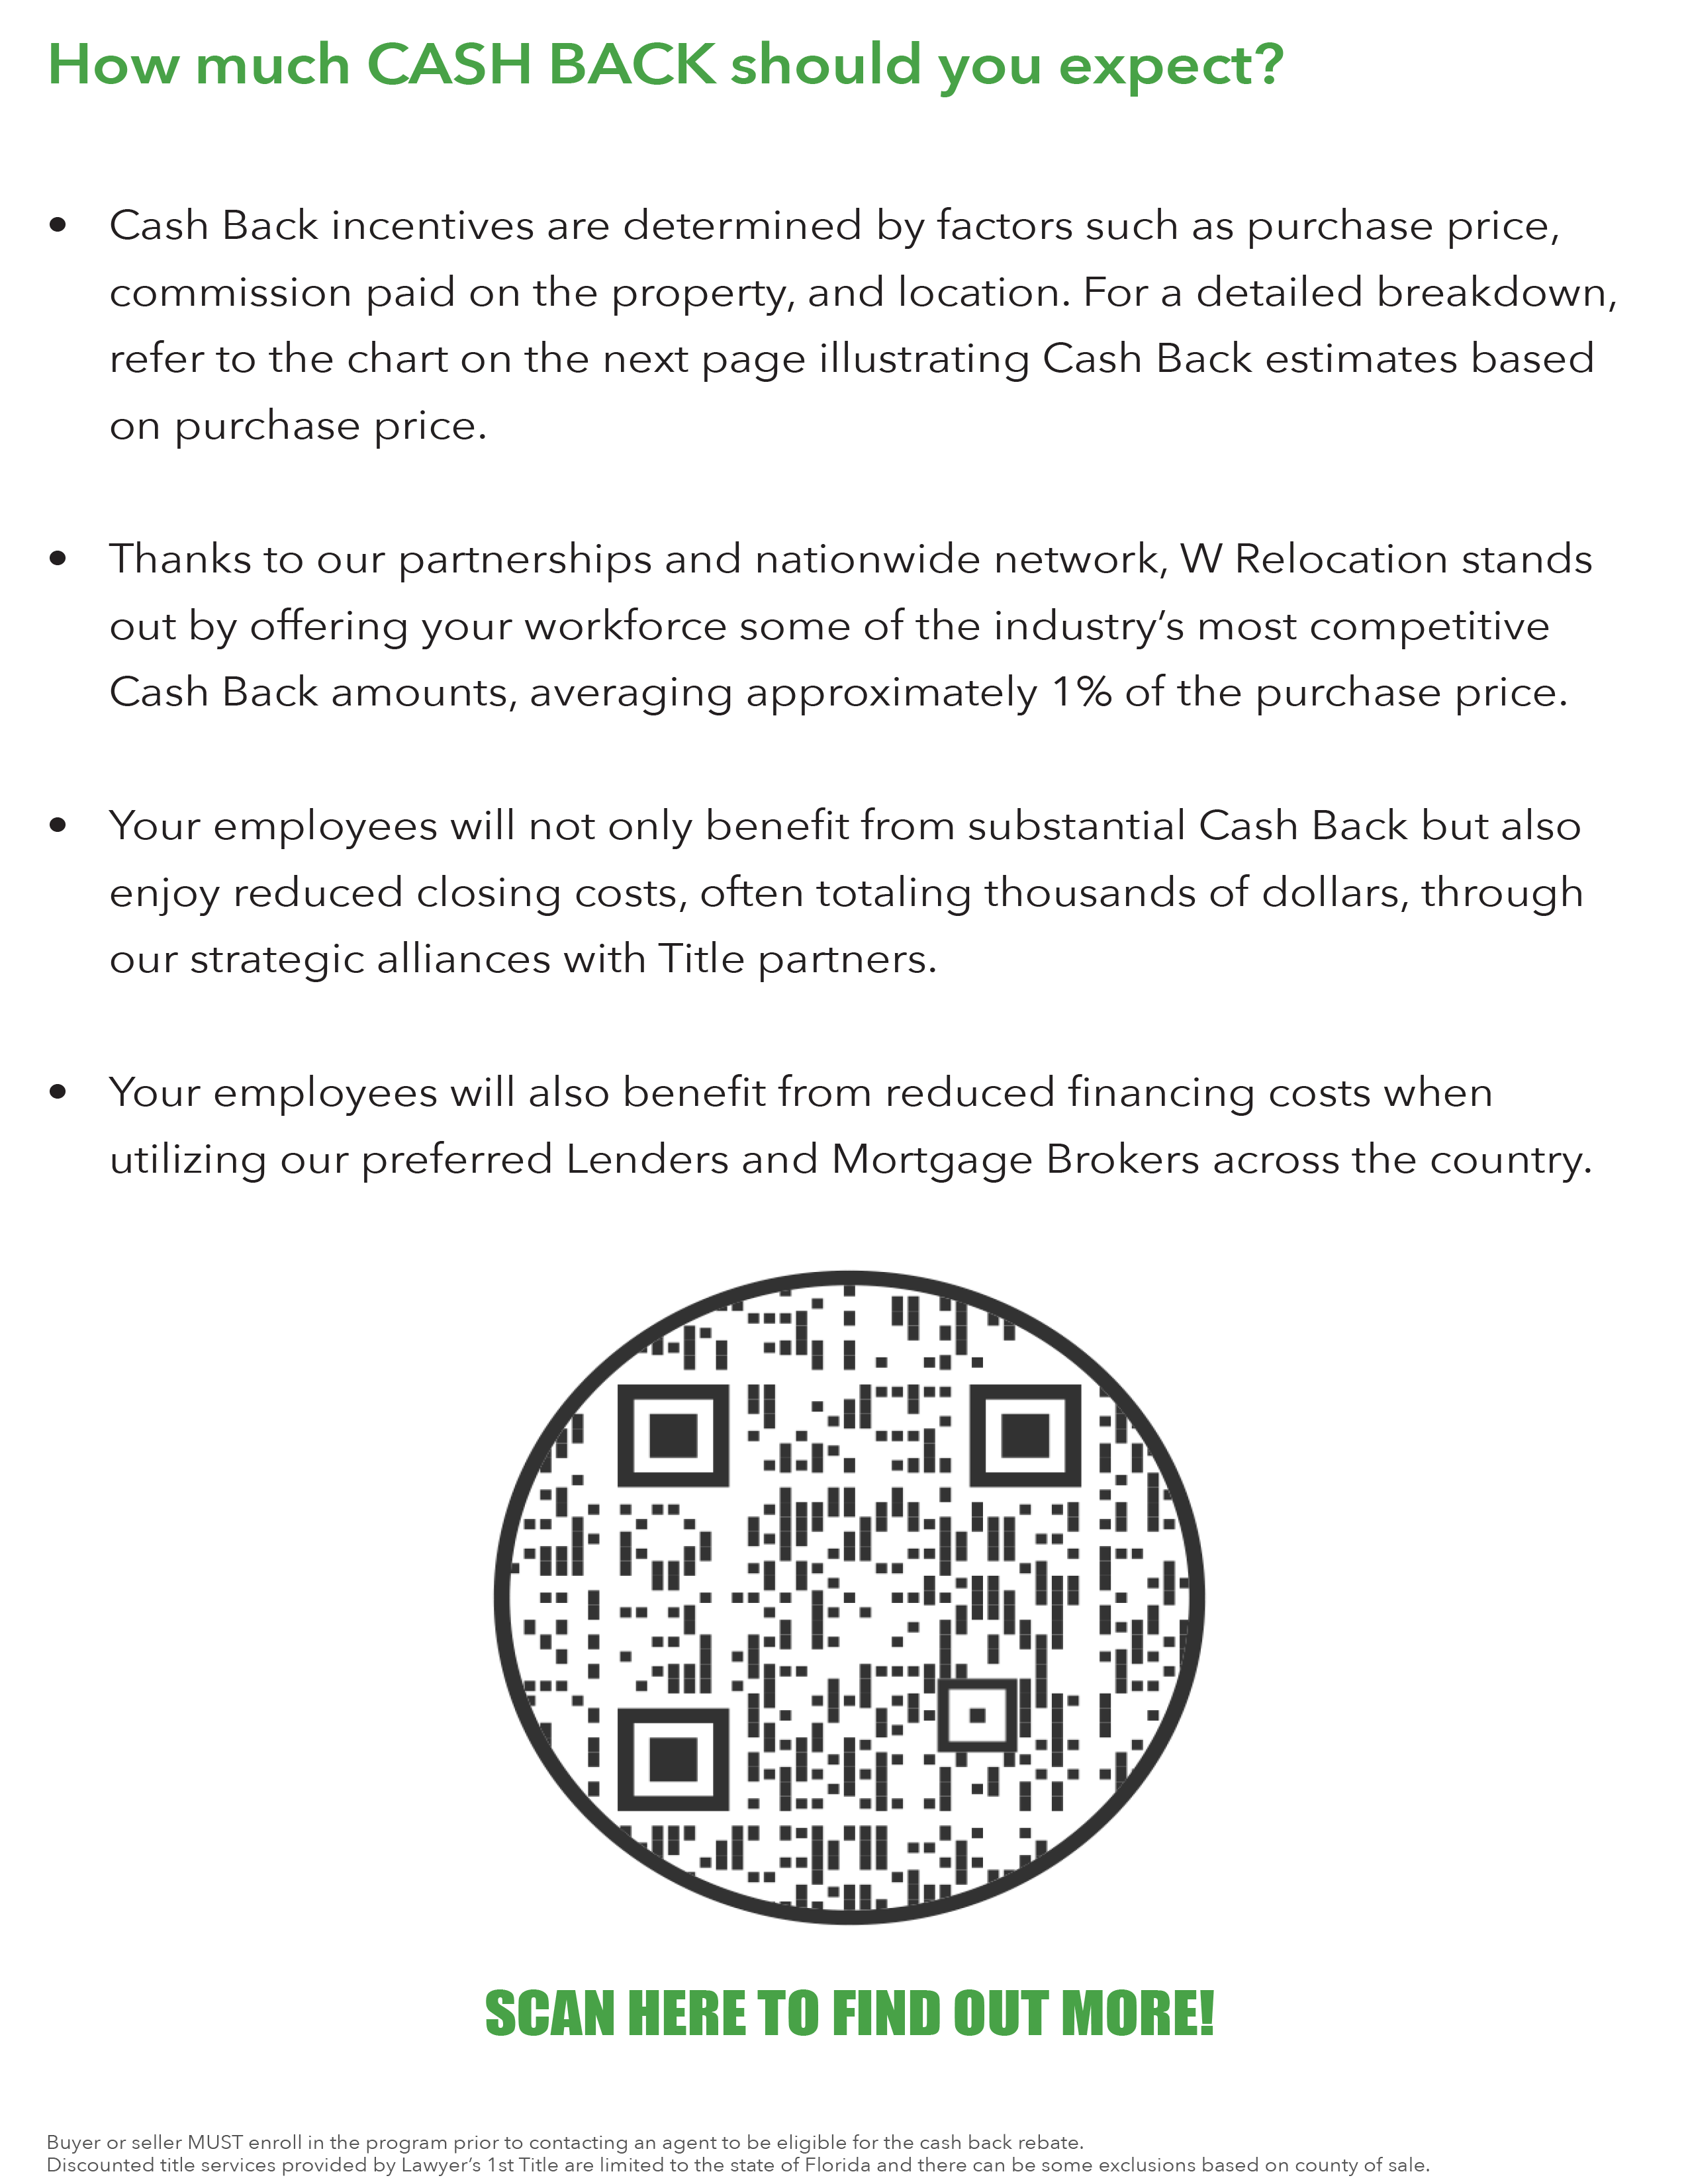 How much CASH BACK should you expect?
• Cash Back incentives are determined by factors such as purchase price,
commission paid on the property, and location. For a detailed breakdown,
refer to the chart on the next page illustrating Cash Back estimates based
on purchase price.
• Thanks to our partnerships and nationwide network, W Relocation stands
out by offering your workforce some of the industry’s most competitive
Cash Back amounts, averaging approximately 1% of the purchase price.
• Your employees will not only benefit from substantial Cash Back but also
enjoy reduced closing costs, often totaling thousands of dollars, through
our strategic alliances with Title partners.
• Your employees will also benefit from reduced financing costs when
utilizing our preferred Lenders and Mortgage Brokers across the country.
SCAN HERE TO FIND OUT MORE!
Buyer or seller MUST enroll in the program prior to contacting an agent to be eligible for the cash back rebate.
Discounted title services provided by Lawyer’s 1st Title are limited to the state of Florida and there can be some exclusions based on county of sale.